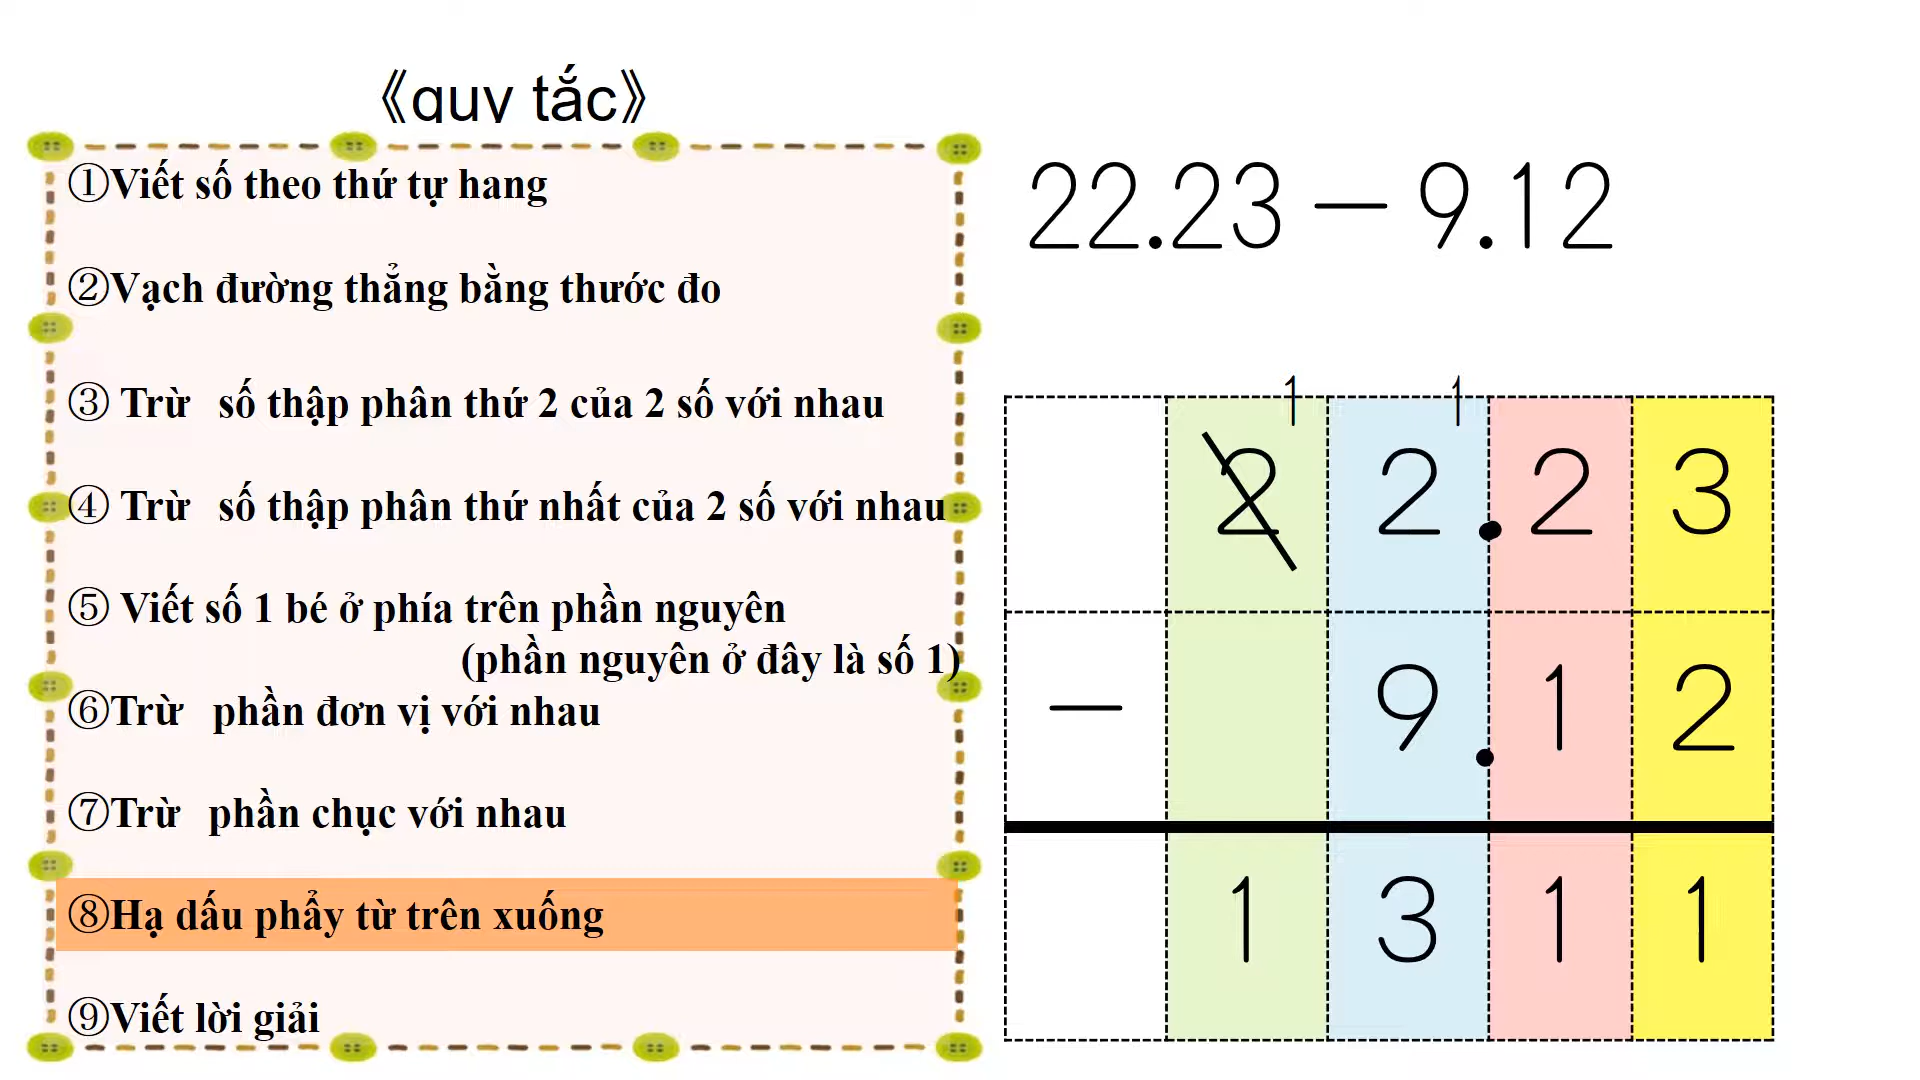 《quy tắc》
①Viết số theo thứ tự hang
②Vạch đường thẳng bằng thước đo
③ Trừ số thập phân thứ 2 của 2 số với nhau
④ Trừ số thập phân thứ nhất của 2 số với nhau
⑤ Viết số 1 bé ở phía trên phần nguyên
(phần nguyên ở đây là số 1)
⑥Trừ phần đơn vị với nhau
⑦Trừ phần chục với nhau
⑧Hạ dấu phẩy từ trên xuống
⑨Viết lời giải
22.23－9.12
1 1
2 2.2 3
－ 9.1 2
1 3 1 1